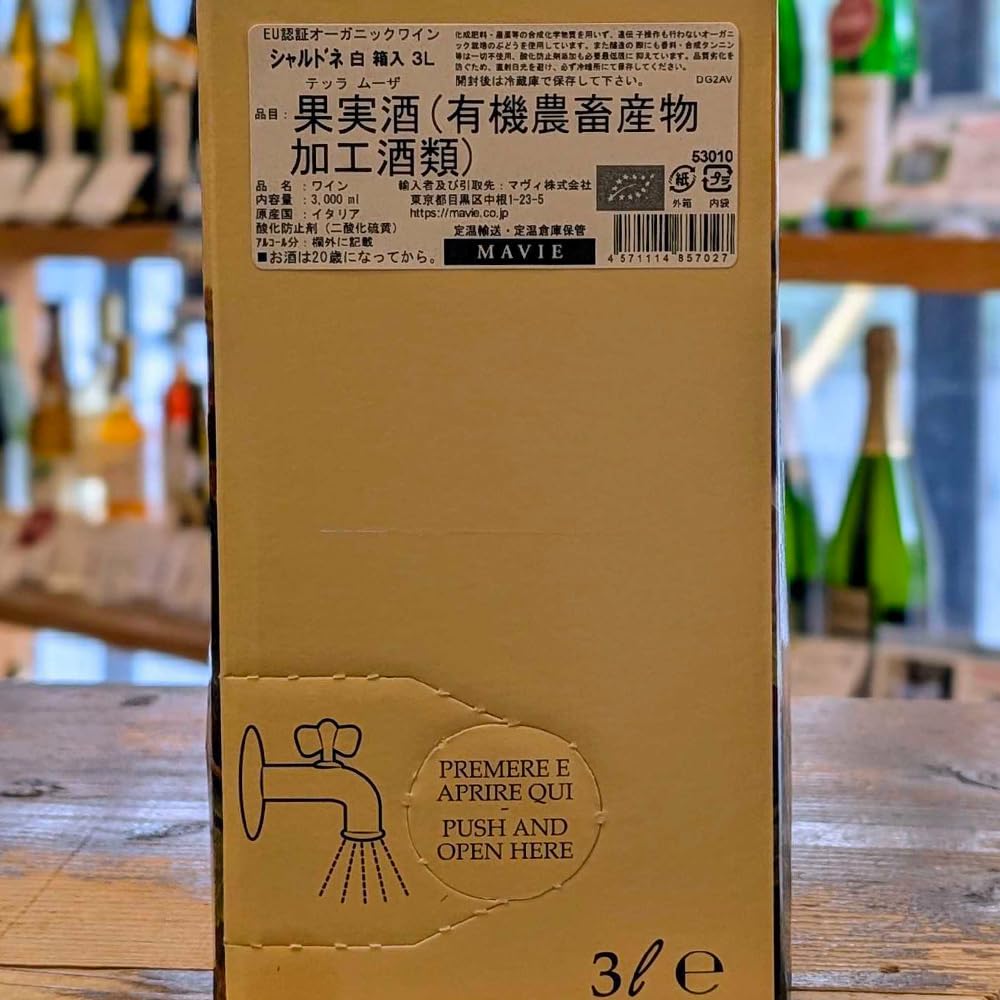 EU認証オーガニックワイン
シャルドネ 白 箱入 3L
テッラ ムーザ
化成肥料・農薬等の合成化学物質を用いず、遺伝子操作も行わないオーガニ
ック栽培のぶどうを使用しています。また醸造の際にも香料・合成タンニン
等は一切不使用、酸化防止剤添加も必要最低限に抑えています。品質劣化を
防ぐため、直射日光を避け、必ず冷暗所にて保存してください。
開封後は冷蔵庫で保存して下さい。 DG2AV
品目：果実酒（有機農畜産物
加工酒類）
53010
品 名 ：ワイン
内容量 ：3,000 ml
原産国 ：イタリア
酸化防止剤（二酸化硫黄）
アルコール分：欄外に記載
■お酒は20歳になってから。
輸入者及び引取先：マヴィ株式会社
東京都目黒区中根1-23-5
https://mavie.co.jp
定温輸送・定温倉庫保管
MAVIE
紙 プラ
外箱 内袋
4 571114 857027
PREMERE E
APRIRE QUI
-
PUSH AND
OPEN HERE
3ℓ ℮